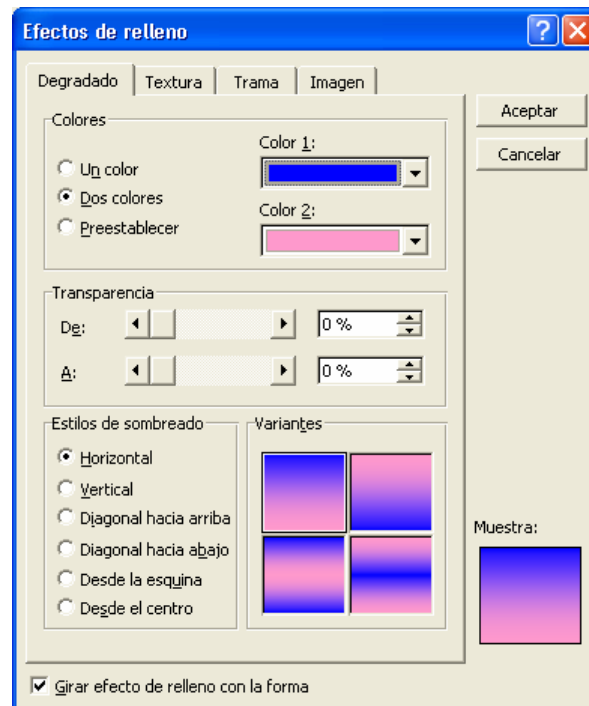 Efectos de relleno
Degradado Textura Trama Imagen
Aceptar
Cancelar
Colores
Un color
Dos colores
Preestablecer
Color 1:
Color 2:
Transparencia
De: 0 %
A: 0 %
Estilos de sombreado
Horizontal
Vertical
Diagonal hacia arriba
Diagonal hacia abajo
Desde la esquina
Desde el centro
Variantes
Muestra:
Girar efecto de relleno con la forma